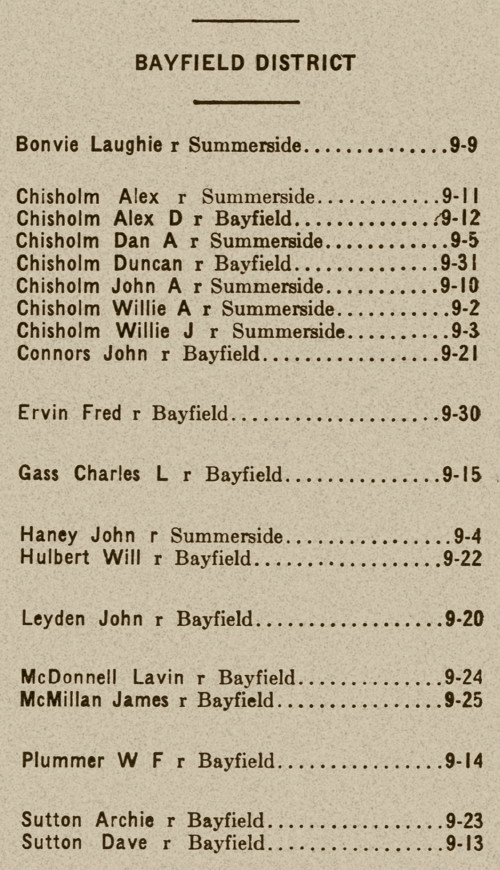 BAYFIELD DISTRICT
Bonvie Laughie r Summerside..............9-9
Chisholm Alex r Summerside.............9-11
Chisholm Alex D r Bayfield...............9-12
Chisholm Dan A r Summerside............9-5
Chisholm Duncan r Bayfield...............9-31
Chisholm John A r Summerside...........9-10
Chisholm Willie A r Summerside...........9-2
Chisholm Willie J r Summerside..........9-3
Connors John r Bayfield..................9-21
Ervin Fred r Bayfield.....................9-30
Gass Charles L r Bayfield................9-15
Haney John r Summerside................9-4
Hulbert Will r Bayfield...................9-22
Leyden John r Bayfield...................9-20
McDonnell Lavin r Bayfield..............9-24
McMillan James r Bayfield................9-25
Plummer W F r Bayfield................9-14
Sutton Archie r Bayfield.................9-23
Sutton Dave r Bayfield.................9-13